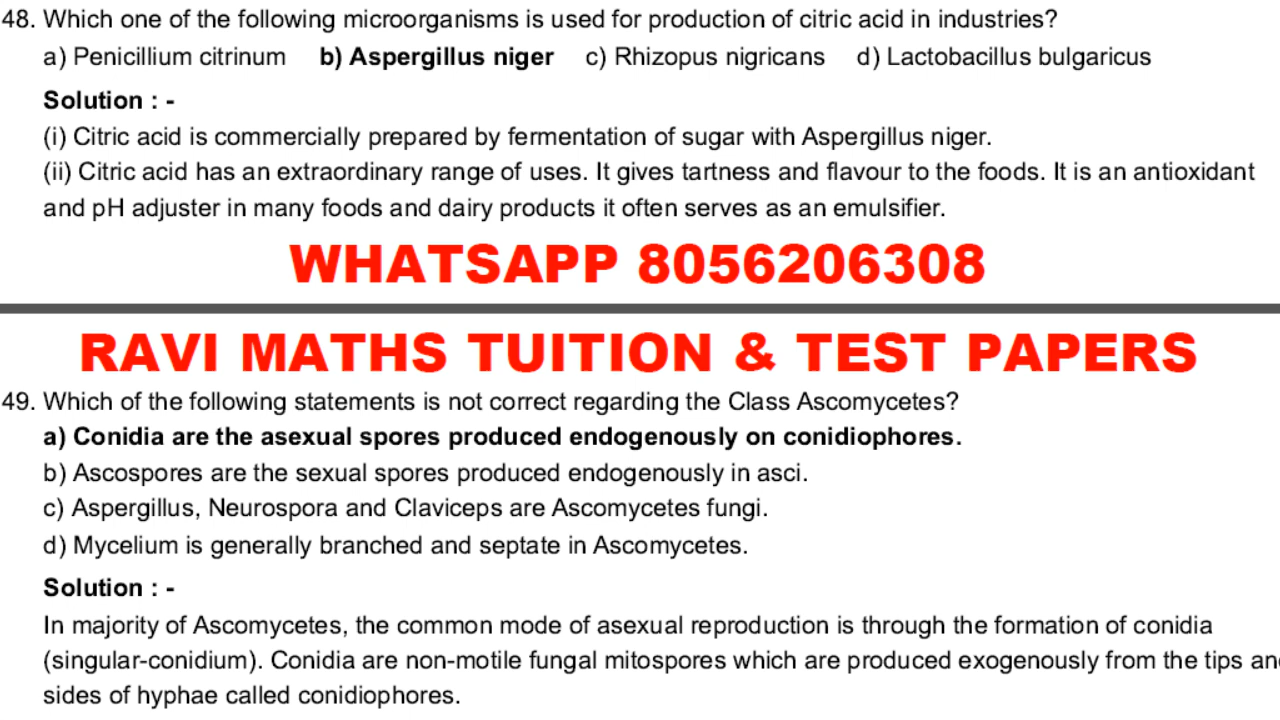 48. Which one of the following microorganisms is used for production of citric acid in industries?
a) Penicillium citrinum b) Aspergillus niger c) Rhizopus nigricans d) Lactobacillus bulgaricus
Solution : -
(i) Citric acid is commercially prepared by fermentation of sugar with Aspergillus niger.
(ii) Citric acid has an extraordinary range of uses. It gives tartness and flavour to the foods. It is an antioxidant
and pH adjuster in many foods and dairy products it often serves as an emulsifier.
WHATSAPP 8056206308
RAVI MATHS TUITION & TEST PAPERS
49. Which of the following statements is not correct regarding the Class Ascomycetes?
a) Conidia are the asexual spores produced endogenously on conidiophores.
b) Ascospores are the sexual spores produced endogenously in asci.
c) Aspergillus, Neurospora and Claviceps are Ascomycetes fungi.
d) Mycelium is generally branched and septate in Ascomycetes.
Solution : -
In majority of Ascomycetes, the common mode of asexual reproduction is through the formation of conidia
(singular-conidium). Conidia are non-motile fungal mitospores which are produced exogenously from the tips an
sides of hyphae called conidiophores.